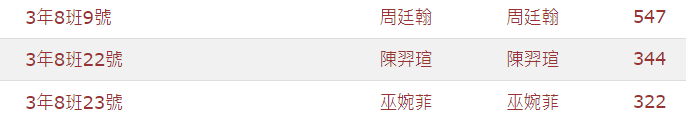 3年8班9號 周廷翰 周廷翰 547
3年8班22號 陳羿瑄 陳羿瑄 344
3年8班23號 巫婉菲 巫婉菲 322